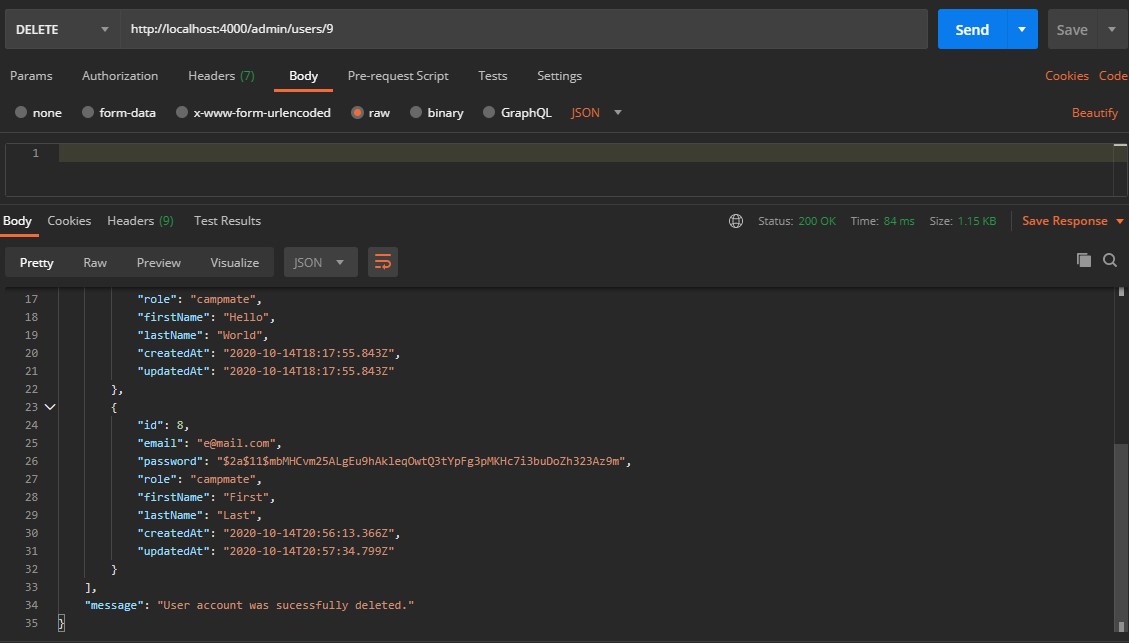 DELETE http://localhost:4000/admin/users/9 Send Save
Params Authorization Headers (7) Body Pre-request Script Tests Settings Cookies Code
none form-data x-www-form-urlencoded raw binary GraphQL JSON Beautify
1
Body Cookies Headers (9) Test Results Status: 200 OK Time: 84 ms Size: 1.15 KB Save Response
Pretty Raw Preview Visualize JSON
17 "role": "campmate",
18 "firstName": "Hello",
19 "lastName": "World",
20 "createdAt": "2020-10-14T18:17:55.843Z",
21 "updatedAt": "2020-10-14T18:17:55.843Z"
22 },
23 {
24 "id": 8,
25 "email": "e@mail.com",
26 "password": "$2a$11$mbMHCvm25ALgEu9hAkleqOwtQ3tYpFg3pMKHc7i3buDoZh323Az9m",
27 "role": "campmate",
28 "firstName": "First",
29 "lastName": "Last",
30 "createdAt": "2020-10-14T20:56:13.366Z",
31 "updatedAt": "2020-10-14T20:57:34.799Z"
32 }
33 ],
34 "message": "User account was sucessfully deleted."
35 }